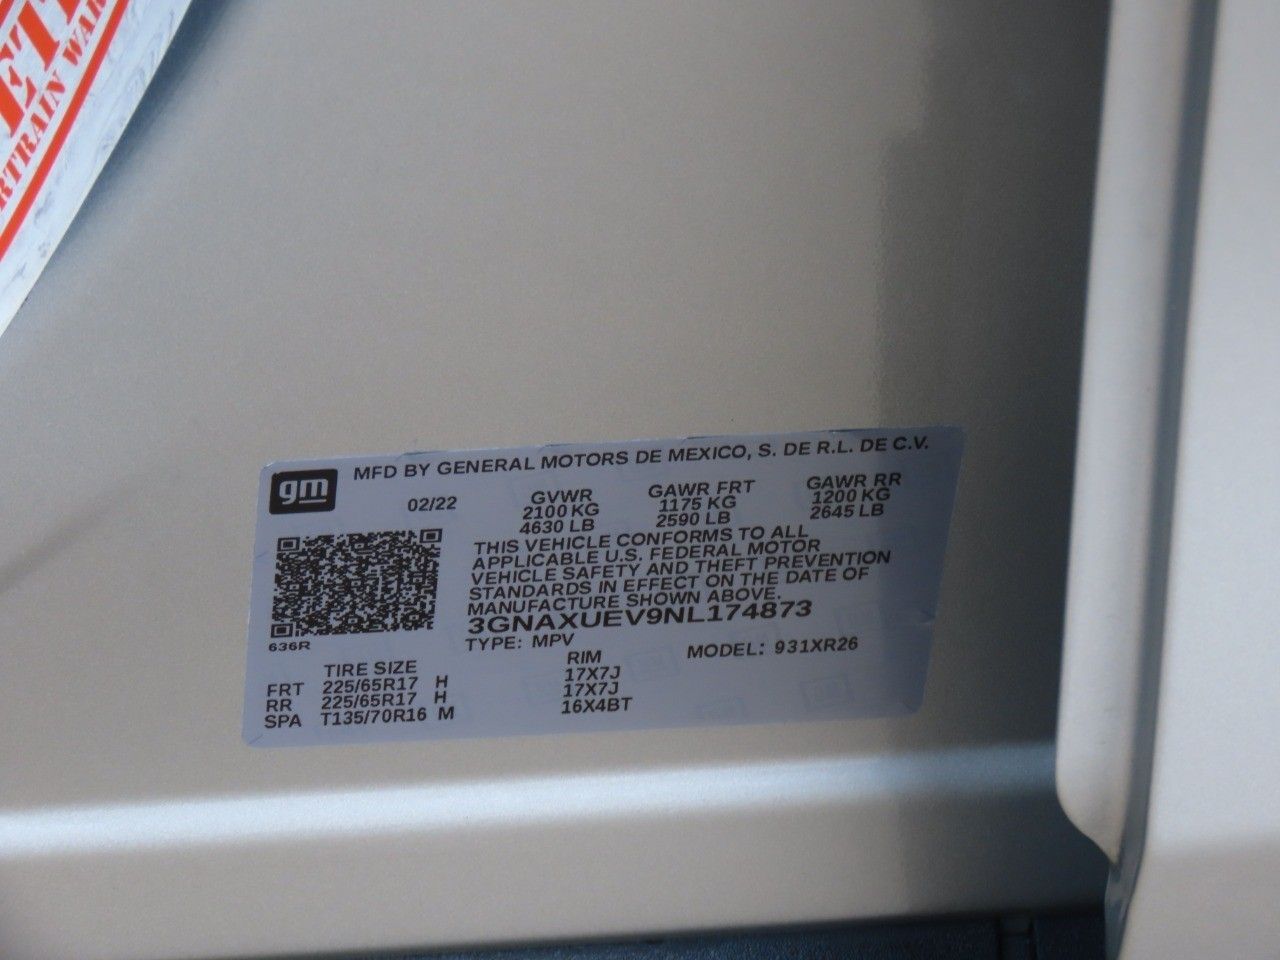 RTRAIN WAR
gm
MFD BY GENERAL MOTORS DE MEXICO, S. DE R.L. DE C.V.
02/22 GVWR GAWR FRT GAWR RR
2100 KG 1175 KG 1200 KG
4630 LB 2590 LB 2645 LB
THIS VEHICLE CONFORMS TO ALL
APPLICABLE U.S. FEDERAL MOTOR
VEHICLE SAFETY AND THEFT PREVENTION
STANDARDS IN EFFECT ON THE DATE OF
MANUFACTURE SHOWN ABOVE.
3GNAXUEV9NL174873
636R
TYPE: MPV MODEL: 931XR26
TIRE SIZE RIM
FRT 225/65R17 H 17X7J
RR 225/65R17 H 17X7J
SPA T135/70R16 M 16X4BT